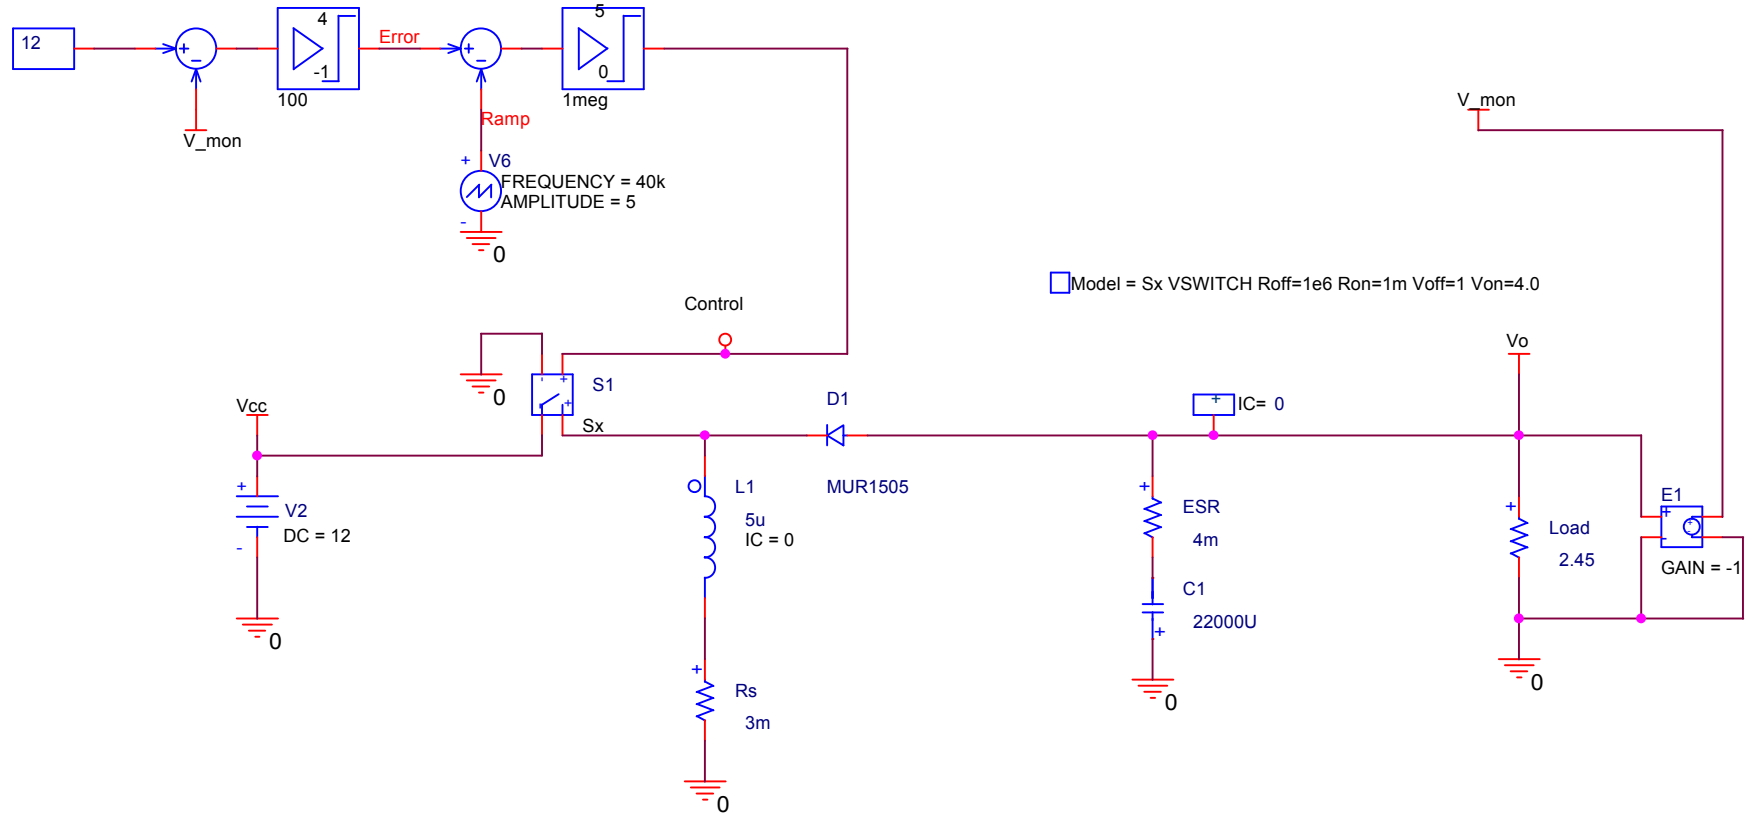 12
+
-
V_mon
4
-1
100
Error
+
-
Ramp
5
0
1meg
+
V6
FREQUENCY = 40k
AMPLITUDE = 5
-
0
V_mon
Model = Sx VSWITCH Roff=1e6 Ron=1m Voff=1 Von=4.0
Control
0
- +
+
S1
Sx
Vcc
+
V2
DC = 12
-
0
D1
MUR1505
L1
5u
IC = 0
+
Rs
3m
0
+
IC= 0
+
ESR
4m
C1
22000U
+
0
Vo
+
Load
2.45
0
E1
+
-
+
-
GAIN = -1